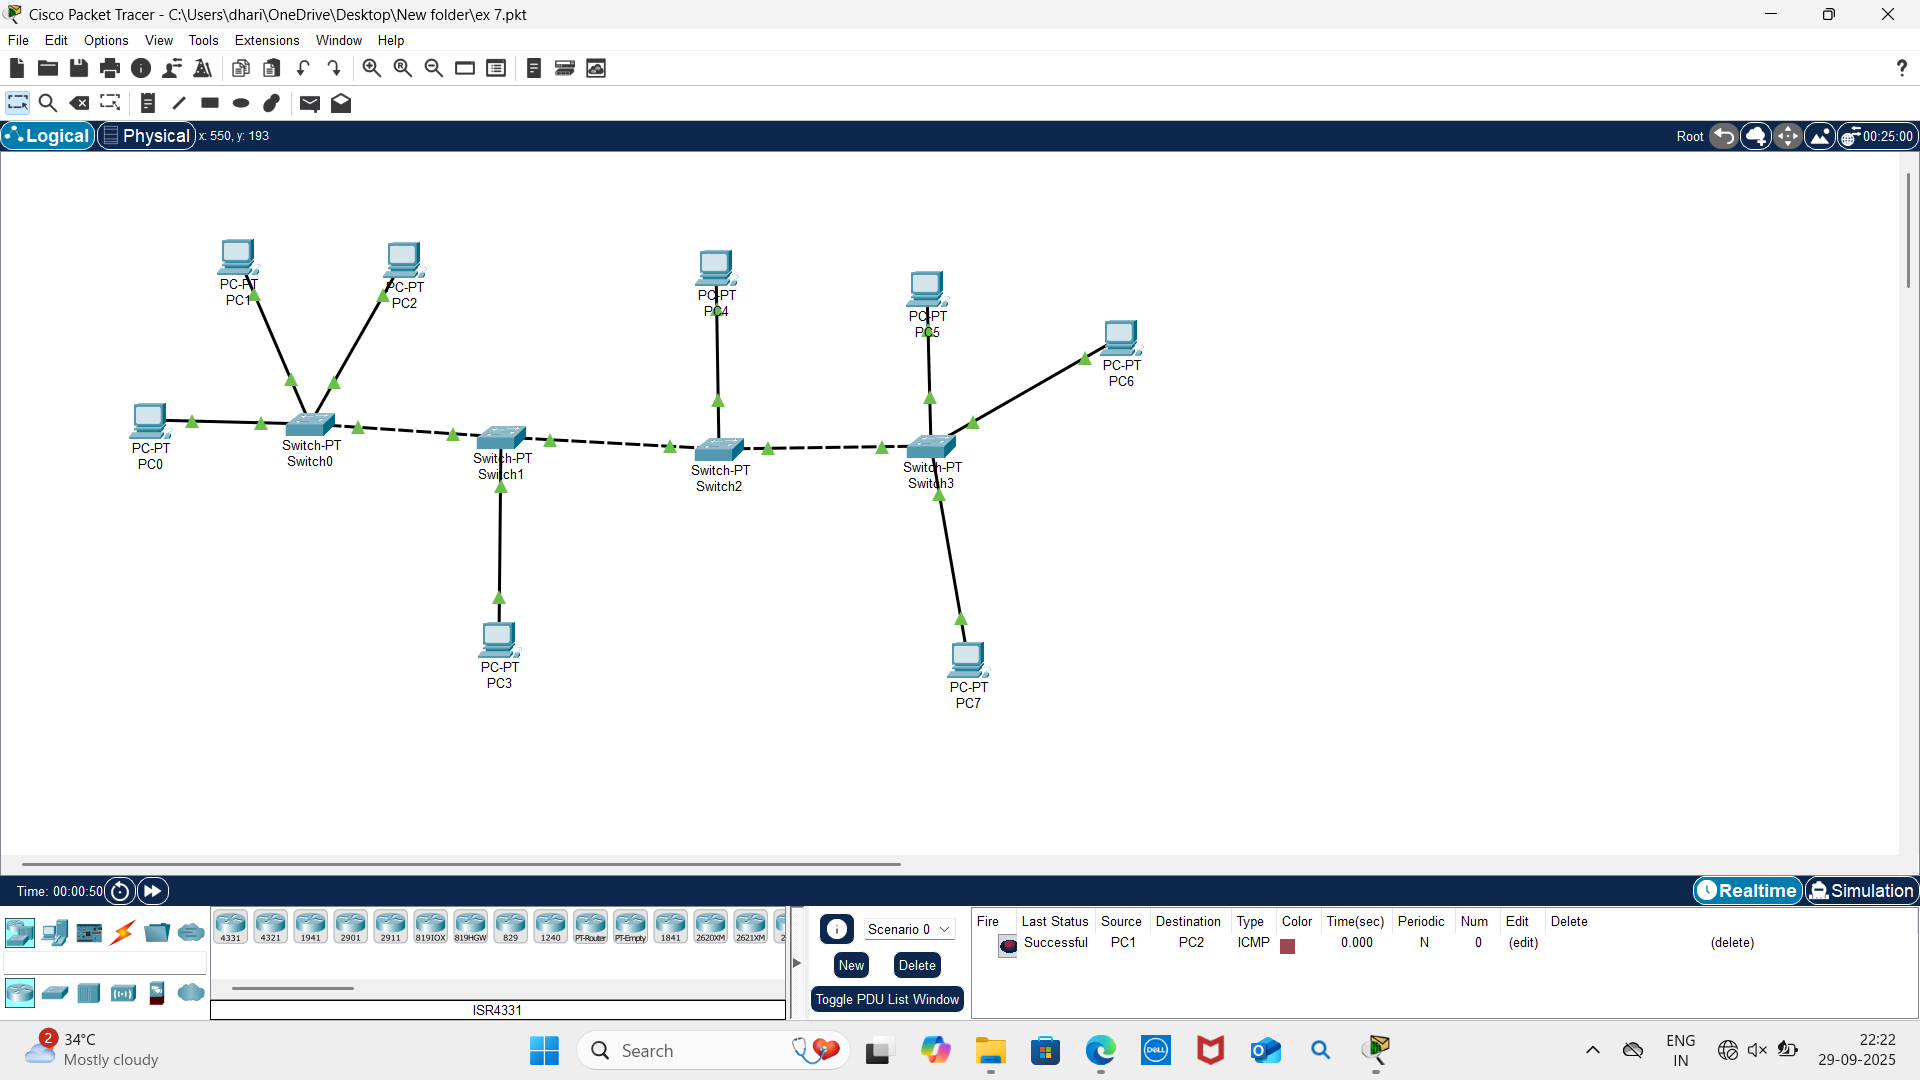 Cisco Packet Tracer - C:\Users\dhari\OneDrive\Desktop\New folder\ex 7.pkt
File Edit Options View Tools Extensions Window Help
Logical Physical x: 550, y: 193 Root 00:25:00
PC-PT
PC1
PC-PT
PC2
PC-PT
PC4
PC-PT
PC5
PC-PT
PC6
PC-PT
PC0
Switch-PT
Switch0
Switch-PT
Switch1
Switch-PT
Switch2
Switch-PT
Switch3
PC-PT
PC3
PC-PT
PC7
Time: 00:00:50 Realtime Simulation
4331 4321 1941 2901 2911 819IOX 819HGW 829 1240 PT-Router PT-Empty 1841 2620XM 2621XM 2
ISR4331
Scenario 0
New Delete
Toggle PDU List Window
Fire Last Status Source Destination Type Color Time(sec) Periodic Num Edit Delete
Successful PC1 PC2 ICMP 0.000 N 0 (edit) (delete)
2 34°C
Mostly cloudy
Search
DELL
ENG
IN
22:22
29-09-2025